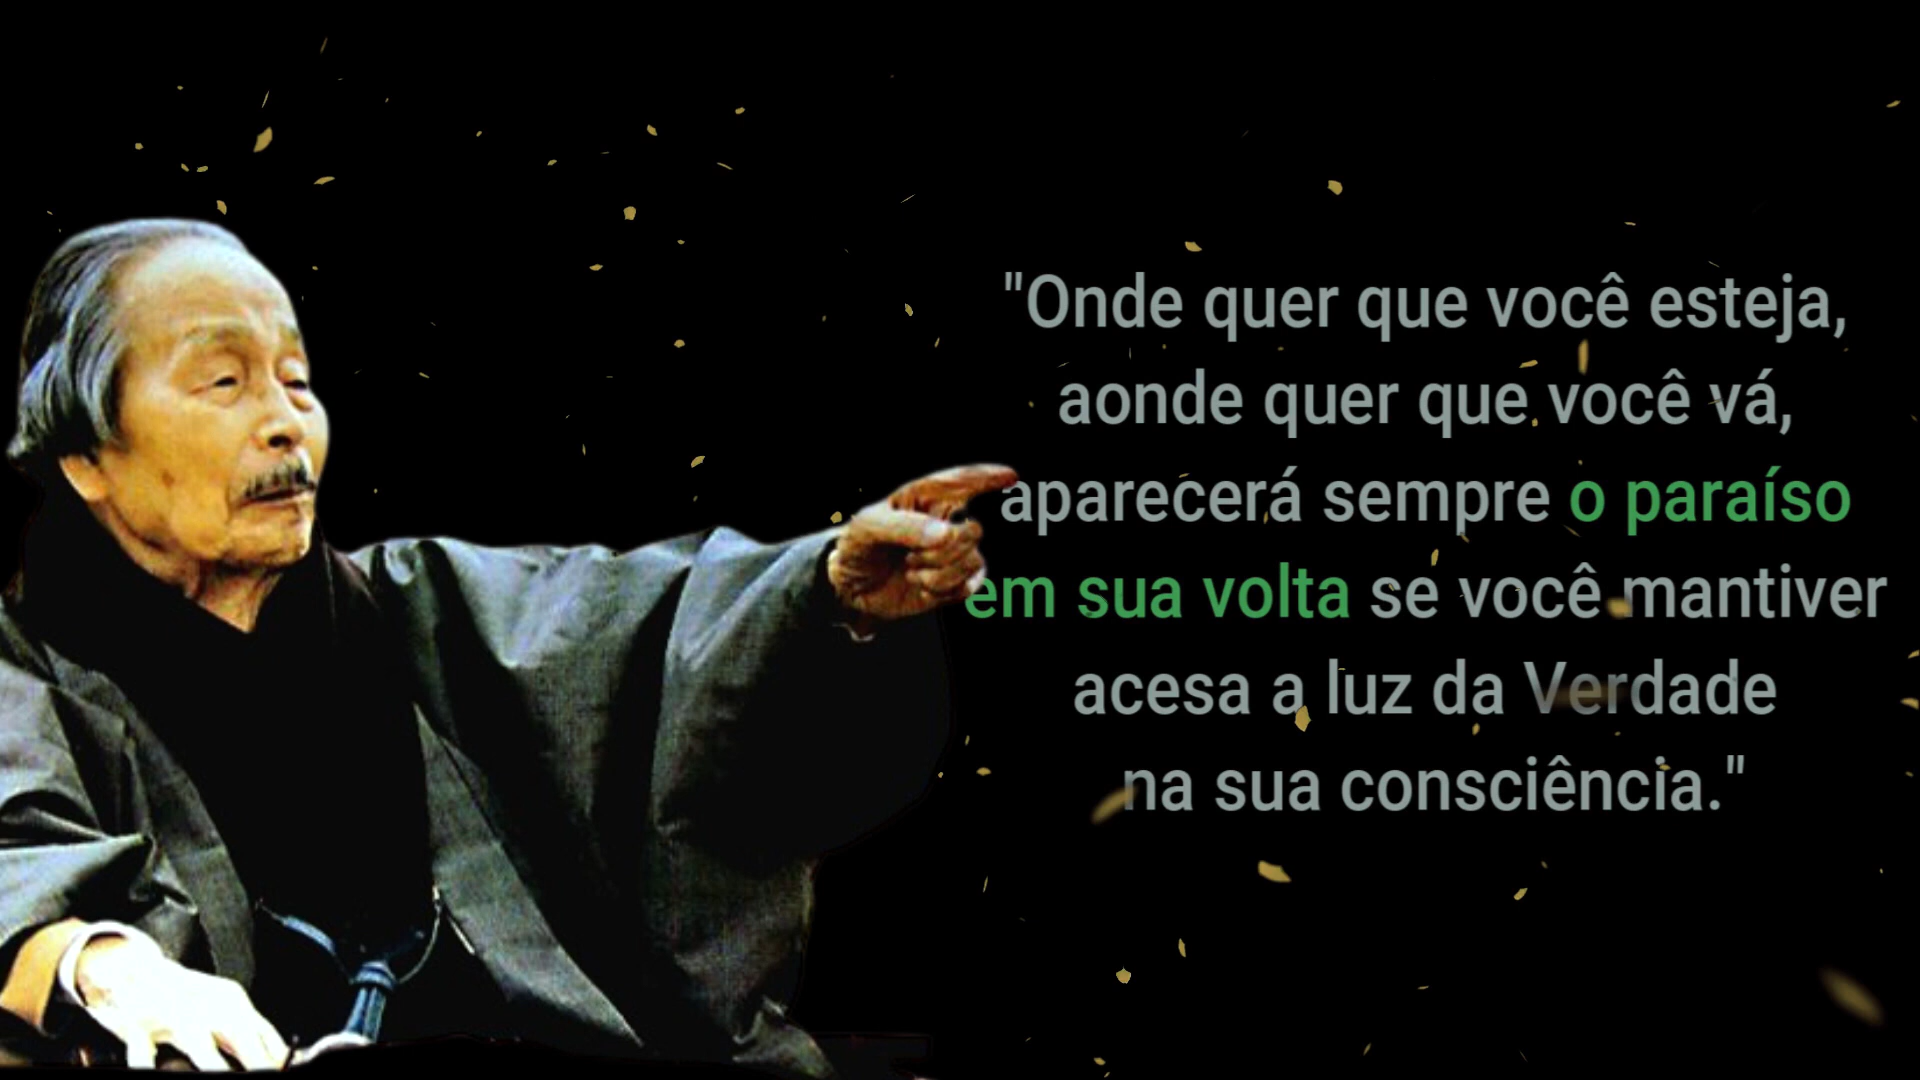 "Onde quer que você esteja,
aonde quer que você vá,
aparecerá sempre o paraíso
em sua volta se você mantiver
acesa a luz da Verdade
na sua consciência."